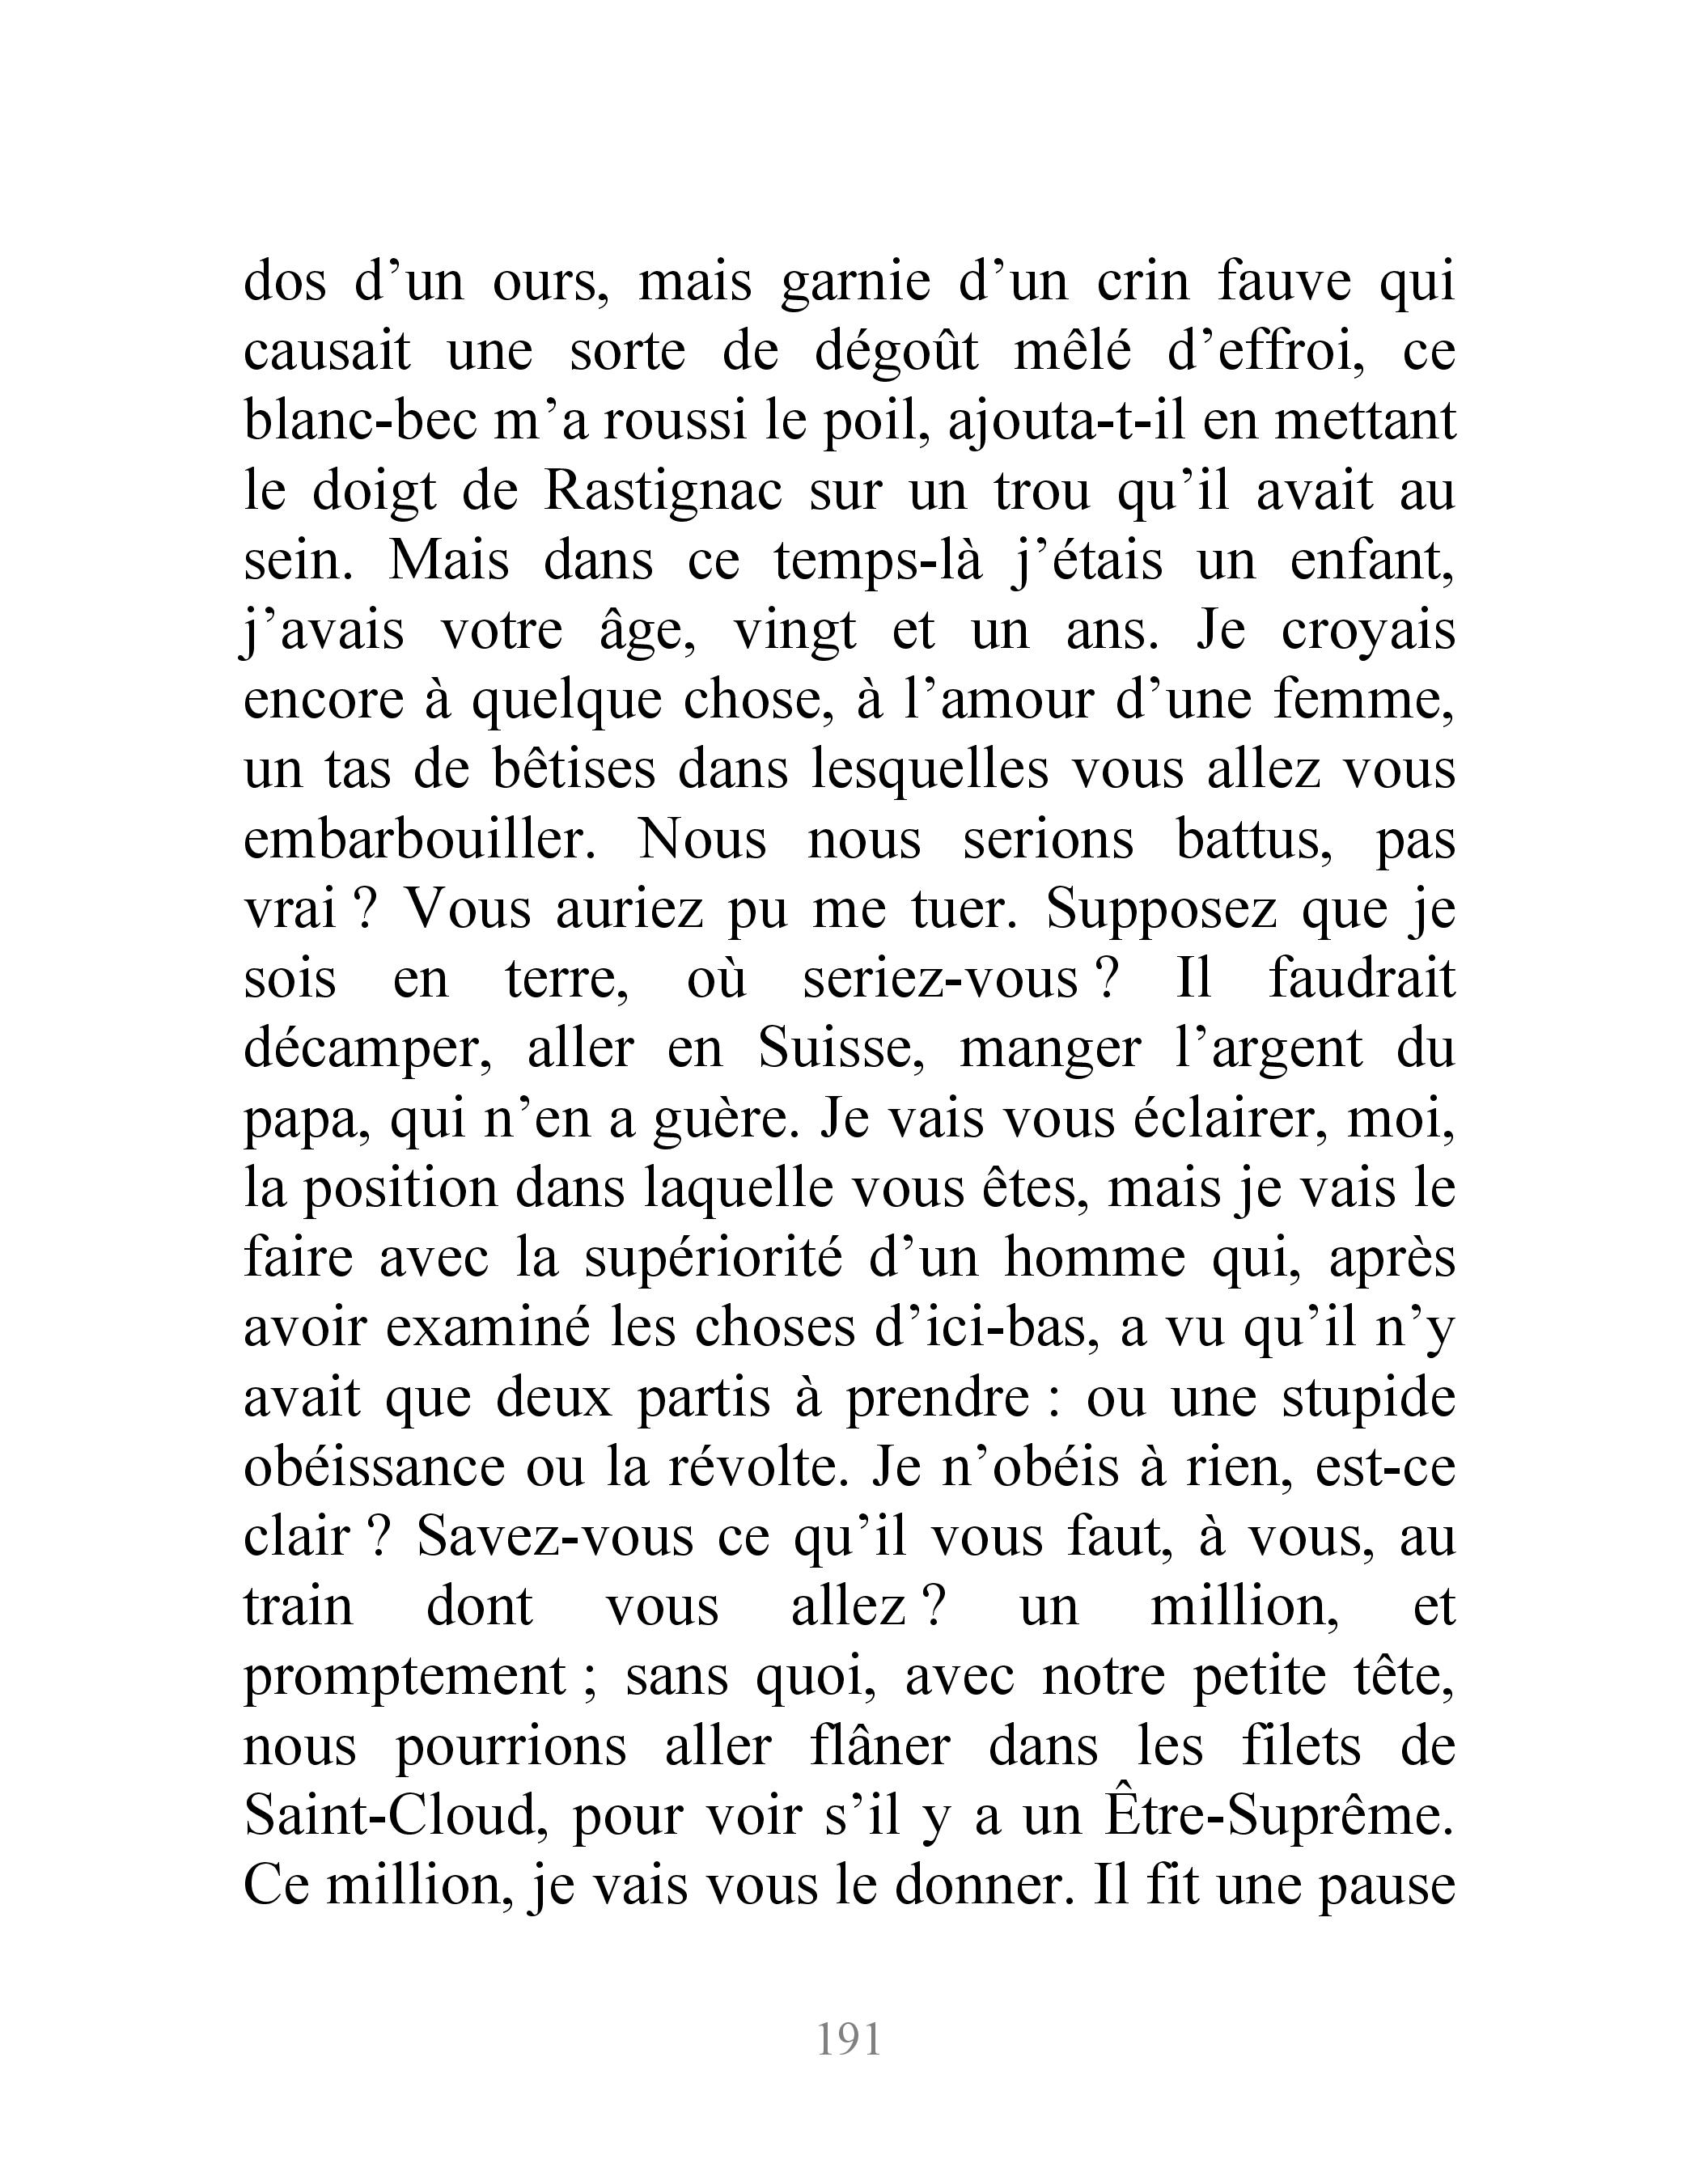 dos d’un ours, mais garnie d’un crin fauve qui
causait une sorte de dégoût mêlé d’effroi, ce
blanc-bec m’a roussi le poil, ajouta-t-il en mettant
le doigt de Rastignac sur un trou qu’il avait au
sein. Mais dans ce temps-là j’étais un enfant,
j’avais votre âge, vingt et un ans. Je croyais
encore à quelque chose, à l’amour d’une femme,
un tas de bêtises dans lesquelles vous allez vous
embarbouiller. Nous nous serions battus, pas
vrai ? Vous auriez pu me tuer. Supposez que je
sois en terre, où seriez-vous ? Il faudrait
décamper, aller en Suisse, manger l’argent du
papa, qui n’en a guère. Je vais vous éclairer, moi,
la position dans laquelle vous êtes, mais je vais le
faire avec la supériorité d’un homme qui, après
avoir examiné les choses d’ici-bas, a vu qu’il n’y
avait que deux partis à prendre : ou une stupide
obéissance ou la révolte. Je n’obéis à rien, est-ce
clair ? Savez-vous ce qu’il vous faut, à vous, au
train dont vous allez ? un million, et
promptement ; sans quoi, avec notre petite tête,
nous pourrions aller flâner dans les filets de
Saint-Cloud, pour voir s’il y a un Être-Suprême.
Ce million, je vais vous le donner. Il fit une pause
191